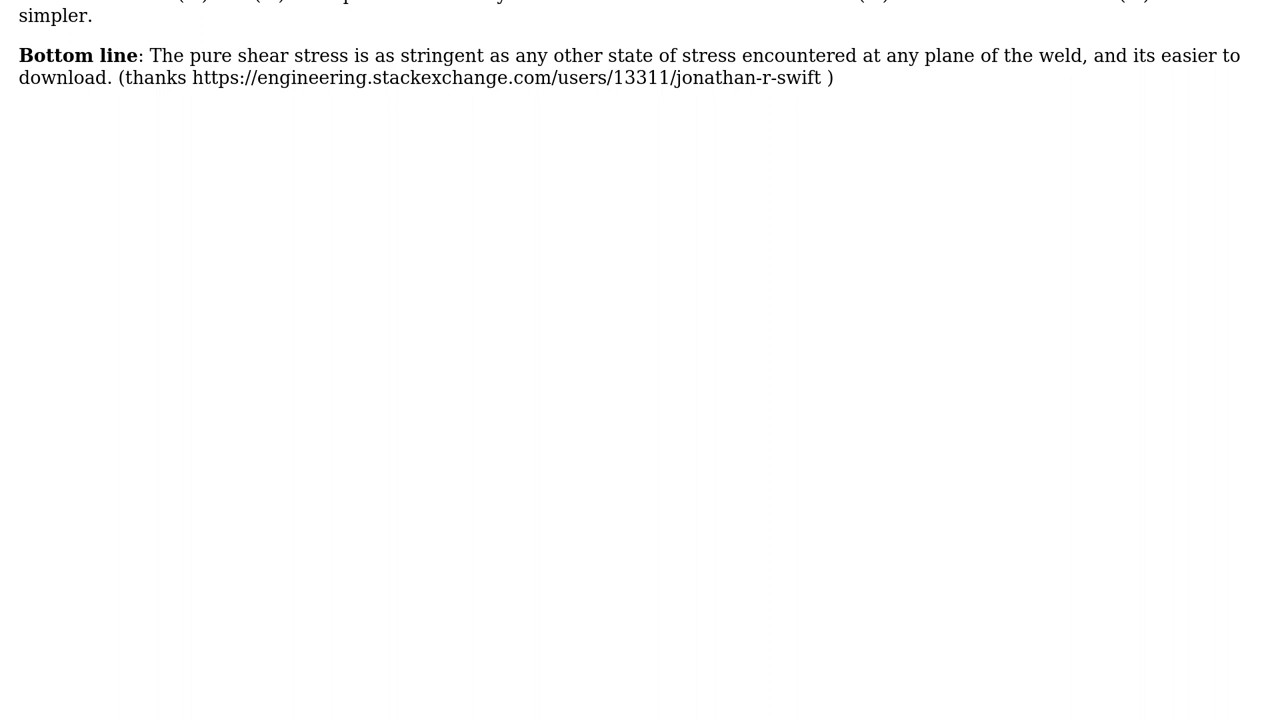 simpler.
Bottom line: The pure shear stress is as stringent as any other state of stress encountered at any plane of the weld, and its easier to
download. (thanks https://engineering.stackexchange.com/users/13311/jonathan-r-swift )